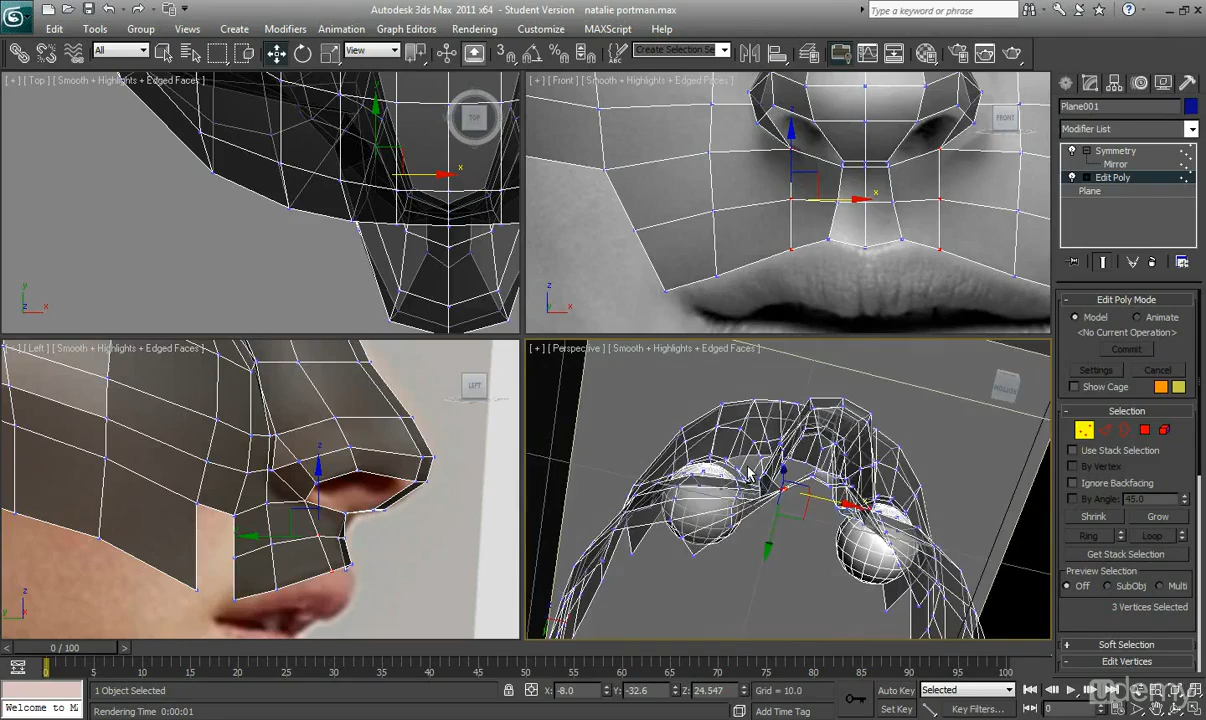 Autodesk 3ds Max 2011 x64 - Student Version natalie portman.max
Type a keyword or phrase
Edit Tools Group Views Create Modifiers Animation Graph Editors Rendering Customize MAXScript Help
All View Create Selection Se
[ + ] [ Top ] [ Smooth + Highlights + Edged Faces ]
TOP
x
y
z x
[ + ] [ Front ] [ Smooth + Highlights + Edged Faces ]
FRONT
x
z
y x
[ + ] [ Left ] [ Smooth + Highlights + Edged Faces ]
LEFT
z
z
y
[ + ] [ Perspective ] [ Smooth + Highlights + Edged Faces ]
Plane001
Modifier List
Symmetry
Mirror
Edit Poly
Plane
Edit Poly Mode
Model Animate
<No Current Operation>
Commit
Settings Cancel
Show Cage
Selection
Use Stack Selection
By Vertex
Ignore Backfacing
By Angle: 45.0
Shrink Grow
Ring Loop
Get Stack Selection
Preview Selection
Off SubObj Multi
3 Vertices Selected
Soft Selection
Edit Vertices
0 / 100
0 5 10 15 20 25 30 35 40 45 50 55 60 65 70 75 80 85 90 95 100
1 Object Selected X: -8.0 Y: -32.6 Z: 24.547 Grid = 10.0 Auto Key Selected
Welcome to MA Rendering Time 0:00:01 Add Time Tag Set Key Key Filters... 0
udemy